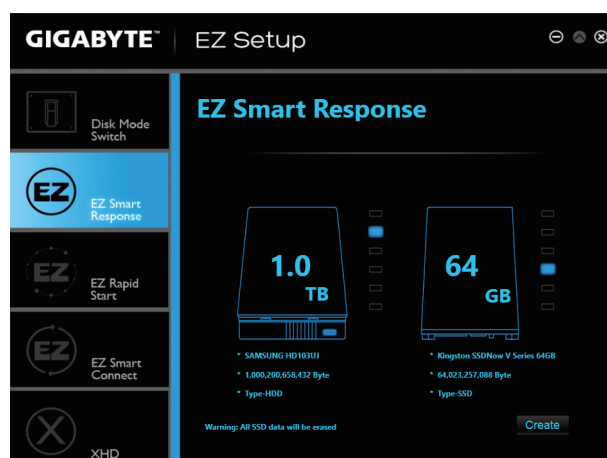 GIGABYTE™ EZ Setup
EZ Smart Response
Disk Mode
Switch
EZ
EZ Smart
Response
EZ
EZ Rapid
Start
EZ
EZ Smart
Connect
X
XHD
1.0
TB
64
GB
* SAMSUNG HD103UJ
* 1,000,200,658,432 Byte
* Type-HDD
* Kingston SSDNow V Series 64GB
* 64,023,257,088 Byte
* Type-SSD
Warning: All SSD data will be erased
Create